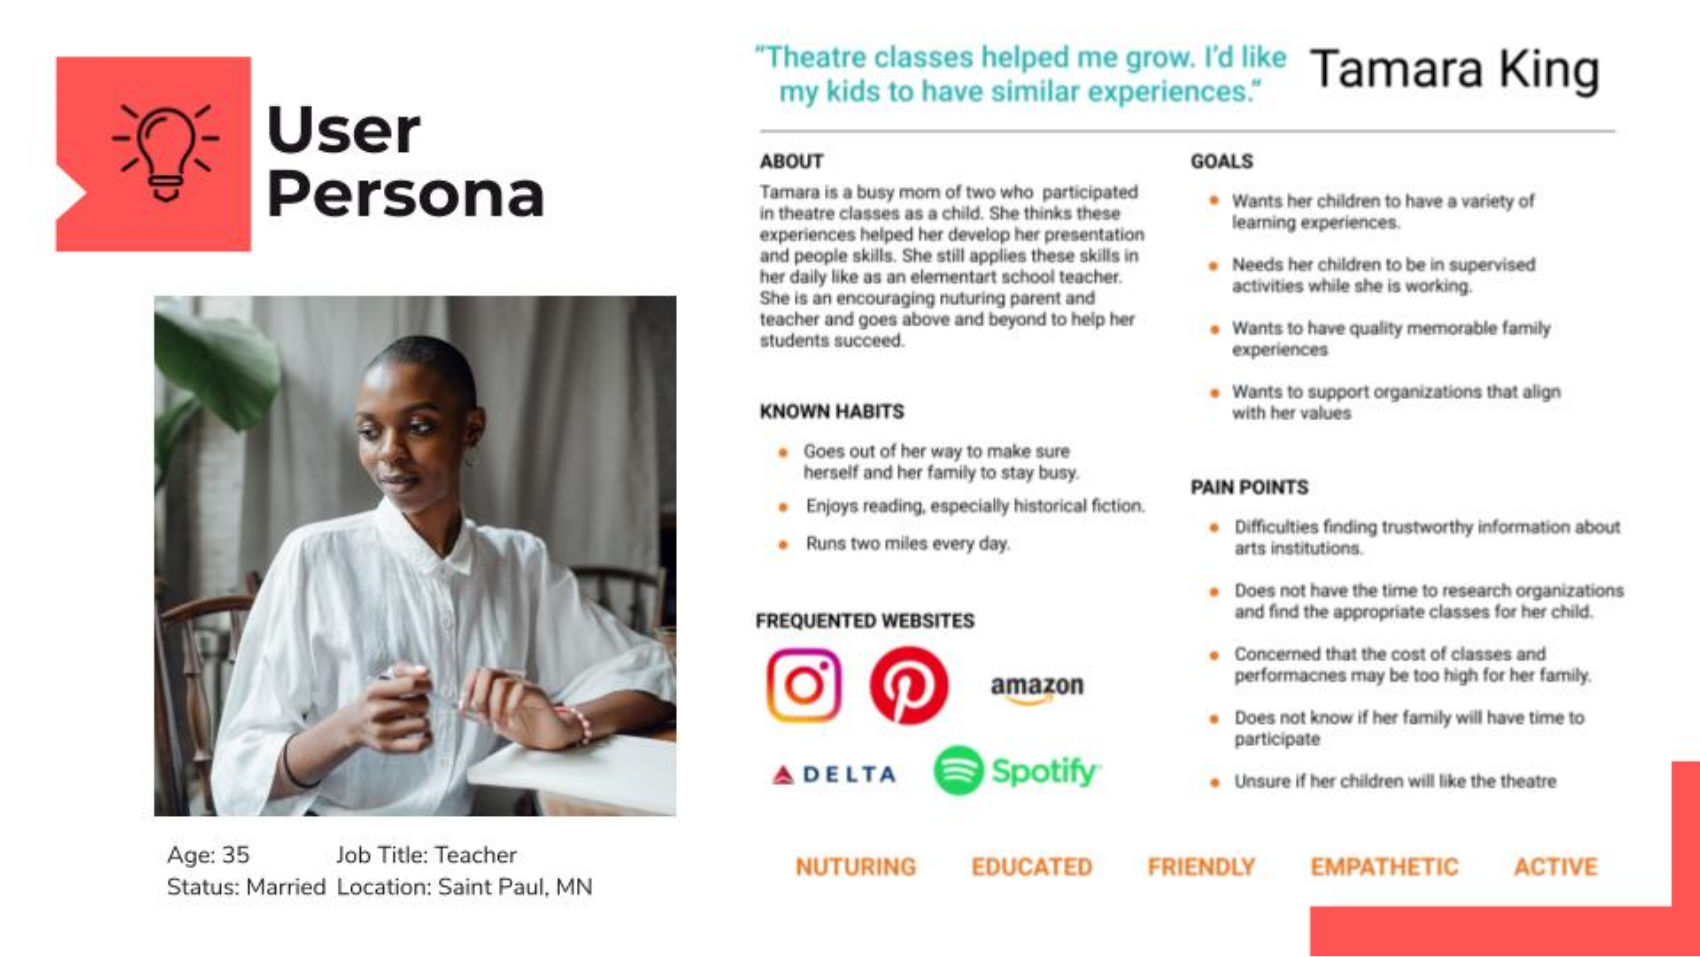 User
Persona
Age: 35 Job Title: Teacher
Status: Married Location: Saint Paul, MN
“Theatre classes helped me grow. I’d like
my kids to have similar experiences.”
Tamara King
ABOUT
Tamara is a busy mom of two who participated
in theatre classes as a child. She thinks these
experiences helped her develop her presentation
and people skills. She still applies these skills in
her daily like as an elementart school teacher.
She is an encouraging nuturing parent and
teacher and goes above and beyond to help her
students succeed.
KNOWN HABITS
Goes out of her way to make sure
herself and her family to stay busy.
Enjoys reading, especially historical fiction.
Runs two miles every day.
FREQUENTED WEBSITES
amazon
DELTA
Spotify
GOALS
Wants her children to have a variety of
learning experiences.
Needs her children to be in supervised
activities while she is working.
Wants to have quality memorable family
experiences
Wants to support organizations that align
with her values
PAIN POINTS
Difficulties finding trustworthy information about
arts institutions.
Does not have the time to research organizations
and find the appropriate classes for her child.
Concerned that the cost of classes and
performacnes may be too high for her family.
Does not know if her family will have time to
participate
Unsure if her children will like the theatre
NUTURING EDUCATED FRIENDLY EMPATHETIC ACTIVE